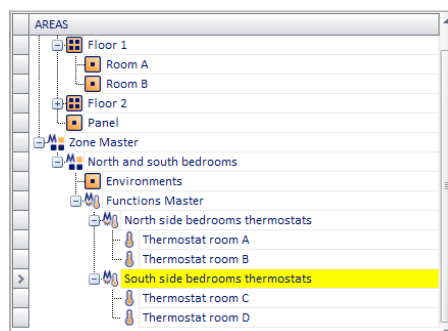 AREAS
Floor 1
Room A
Room B
Floor 2
Panel
Zone Master
North and south bedrooms
Environments
Functions Master
North side bedrooms thermostats
Thermostat room A
Thermostat room B
South side bedrooms thermostats
Thermostat room C
Thermostat room D